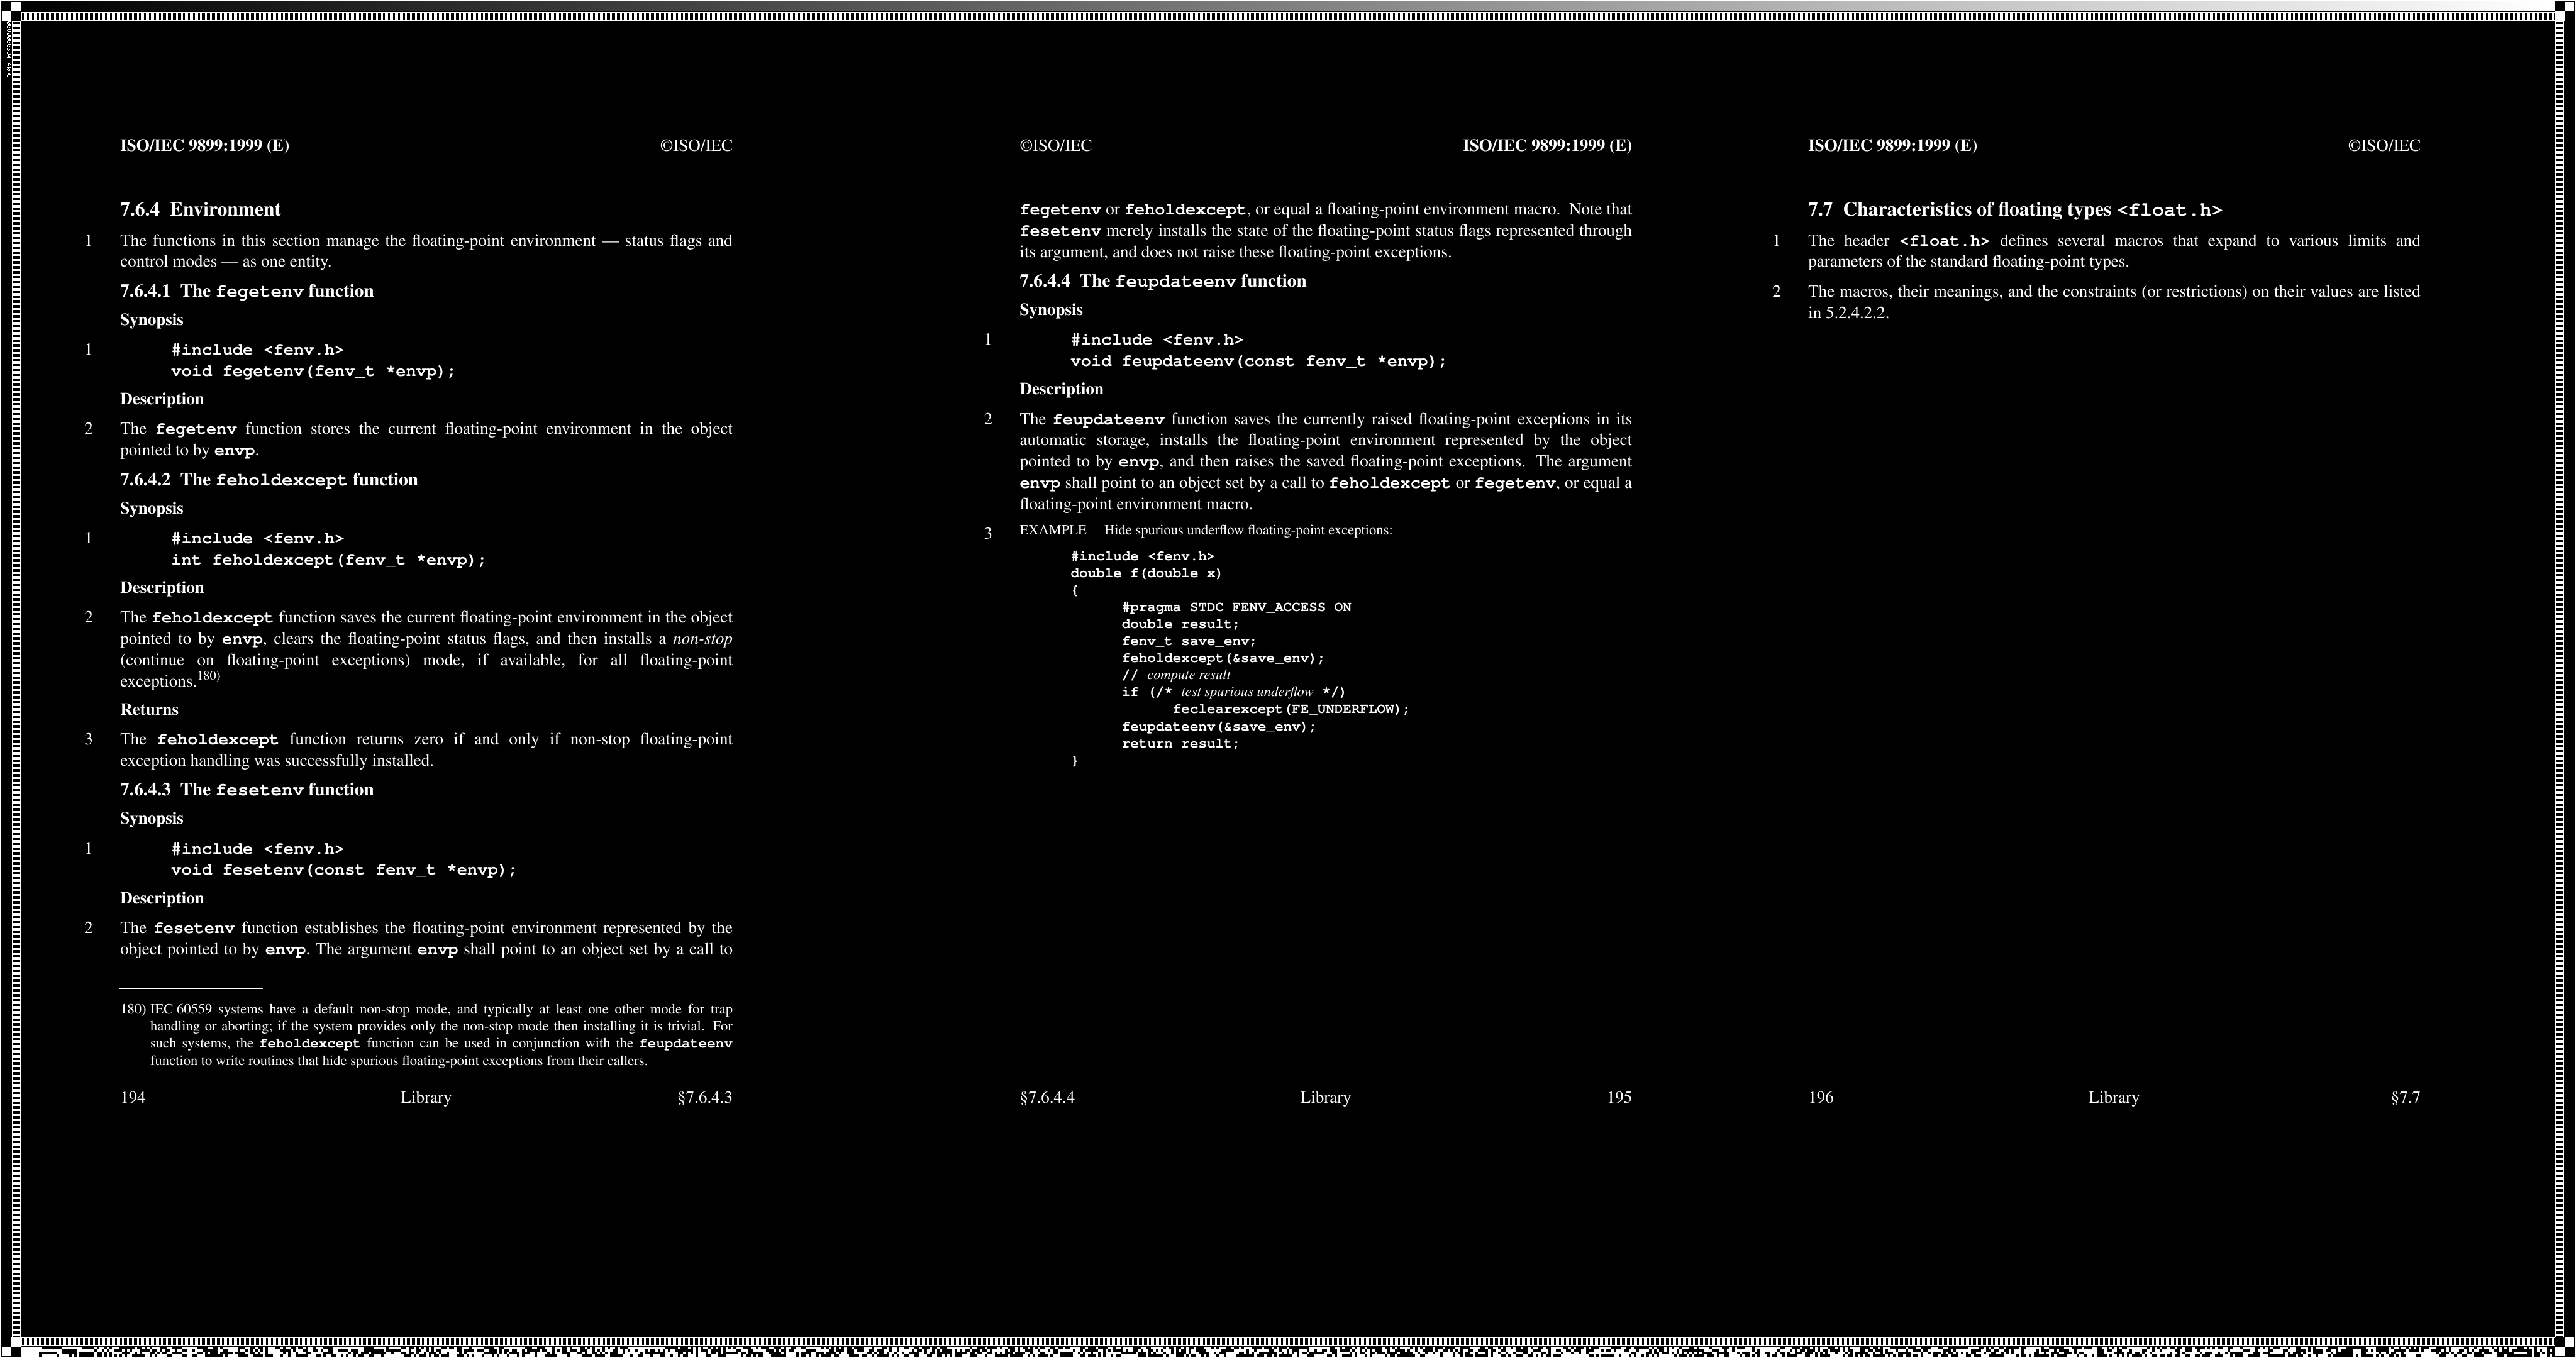 ISO/IEC 9899:1999 (E) ©ISO/IEC
7.6.4 Environment
1 The functions in this section manage the floating-point environment — status flags and
control modes — as one entity.
7.6.4.1 The fegetenv function
Synopsis
1 #include <fenv.h>
void fegetenv(fenv_t *envp);
Description
2 The fegetenv function stores the current floating-point environment in the object
pointed to by envp.
7.6.4.2 The feholdexcept function
Synopsis
1 #include <fenv.h>
int feholdexcept(fenv_t *envp);
Description
2 The feholdexcept function saves the current floating-point environment in the object
pointed to by envp, clears the floating-point status flags, and then installs a non-stop
(continue on floating-point exceptions) mode, if available, for all floating-point
exceptions.180)
Returns
3 The feholdexcept function returns zero if and only if non-stop floating-point
exception handling was successfully installed.
7.6.4.3 The fesetenv function
Synopsis
1 #include <fenv.h>
void fesetenv(const fenv_t *envp);
Description
2 The fesetenv function establishes the floating-point environment represented by the
object pointed to by envp. The argument envp shall point to an object set by a call to
180) IEC 60559 systems have a default non-stop mode, and typically at least one other mode for trap
handling or aborting; if the system provides only the non-stop mode then installing it is trivial. For
such systems, the feholdexcept function can be used in conjunction with the feupdateenv
function to write routines that hide spurious floating-point exceptions from their callers.
194 Library §7.6.4.3
©ISO/IEC ISO/IEC 9899:1999 (E)
fegetenv or feholdexcept, or equal a floating-point environment macro. Note that
fesetenv merely installs the state of the floating-point status flags represented through
its argument, and does not raise these floating-point exceptions.
7.6.4.4 The feupdateenv function
Synopsis
1 #include <fenv.h>
void feupdateenv(const fenv_t *envp);
Description
2 The feupdateenv function saves the currently raised floating-point exceptions in its
automatic storage, installs the floating-point environment represented by the object
pointed to by envp, and then raises the saved floating-point exceptions. The argument
envp shall point to an object set by a call to feholdexcept or fegetenv, or equal a
floating-point environment macro.
3 EXAMPLE Hide spurious underflow floating-point exceptions:
#include <fenv.h>
double f(double x)
{
#pragma STDC FENV_ACCESS ON
double result;
fenv_t save_env;
feholdexcept(&save_env);
// compute result
if (/* test spurious underflow */)
feclearexcept(FE_UNDERFLOW);
feupdateenv(&save_env);
return result;
}
§7.6.4.4 Library 195
ISO/IEC 9899:1999 (E) ©ISO/IEC
7.7 Characteristics of floating types <float.h>
1 The header <float.h> defines several macros that expand to various limits and
parameters of the standard floating-point types.
2 The macros, their meanings, and the constraints (or restrictions) on their values are listed
in 5.2.4.2.2.
196 Library §7.7